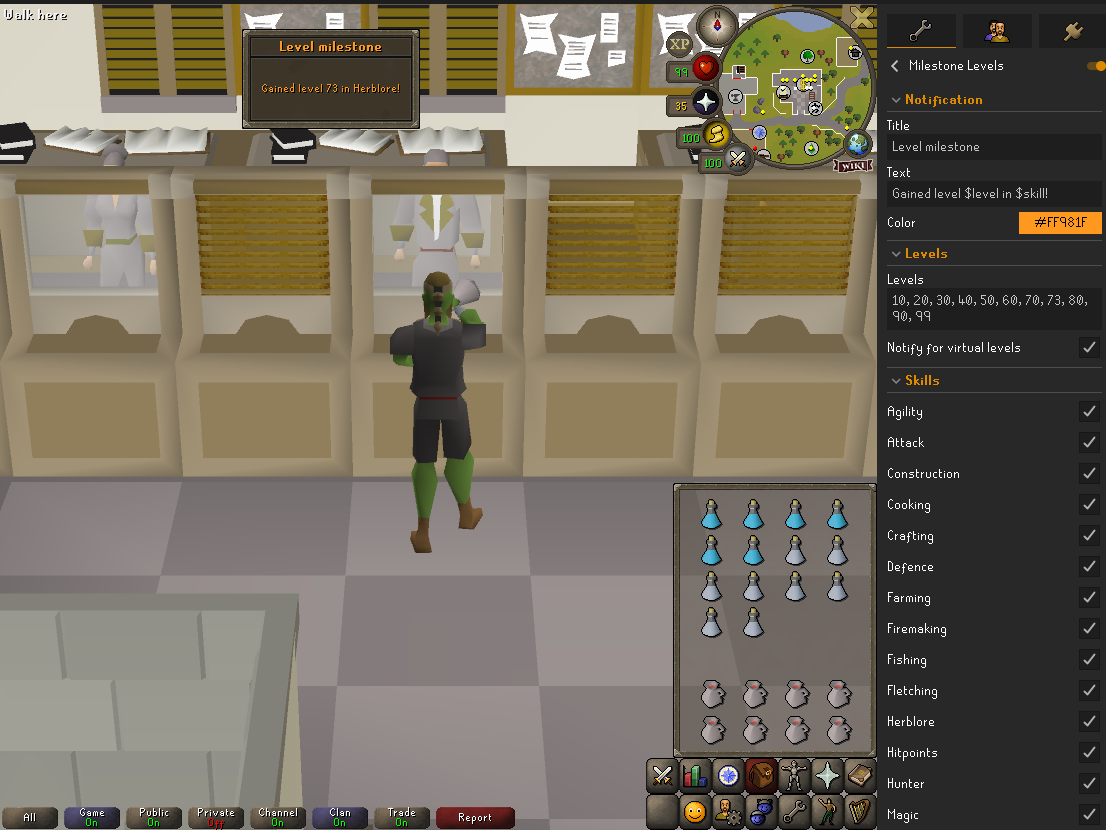 Walk here
Level milestone
Gained level 73 in Herblore!
XP
99
35
100
100
WIKI
Milestone Levels
Notification
Title
Level milestone
Text
Gained level $level in $skill!
Color
#FF981F
Levels
Levels
10, 20, 30, 40, 50, 60, 70, 73, 80,
90, 99
Notify for virtual levels
Skills
Agility
Attack
Construction
Cooking
Crafting
Defence
Farming
Firemaking
Fishing
Fletching
Herblore
Hitpoints
Hunter
Magic
All
Game
On
Public
On
Private
Off
Channel
On
Clan
On
Trade
On
Report